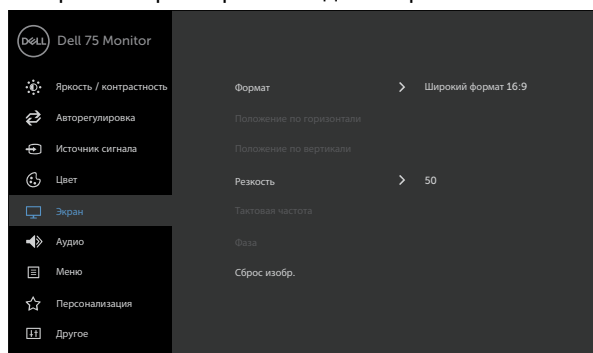 DELL Dell 75 Monitor
Яркость / контрастность
Авторегулировка
Источник сигнала
Цвет
Экран
Аудио
Меню
Персонализация
Другое
Формат Широкий формат 16:9
Положение по горизонтали
Положение по вертикали
Резкость 50
Тактовая частота
Фаза
Сброс изобр.